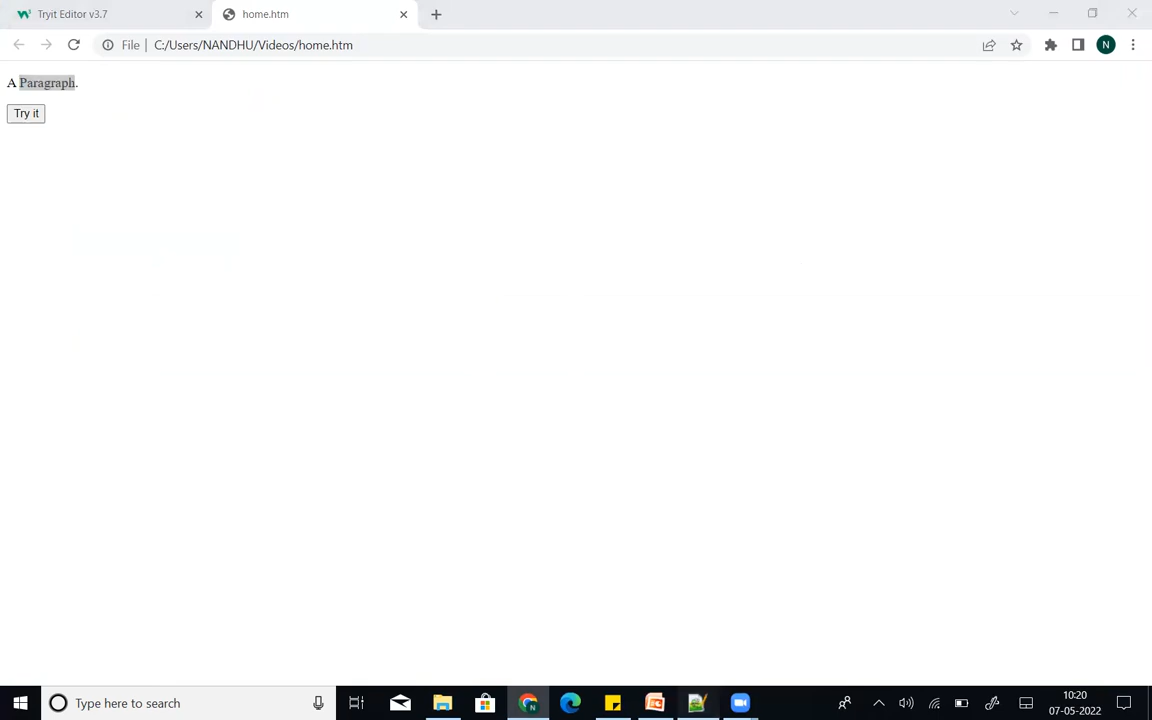 Tryit Editor v3.7
home.htm
File
C:/Users/NANDHU/Videos/home.htm
N
A Paragraph.
Try it
Type here to search
10:20
07-05-2022